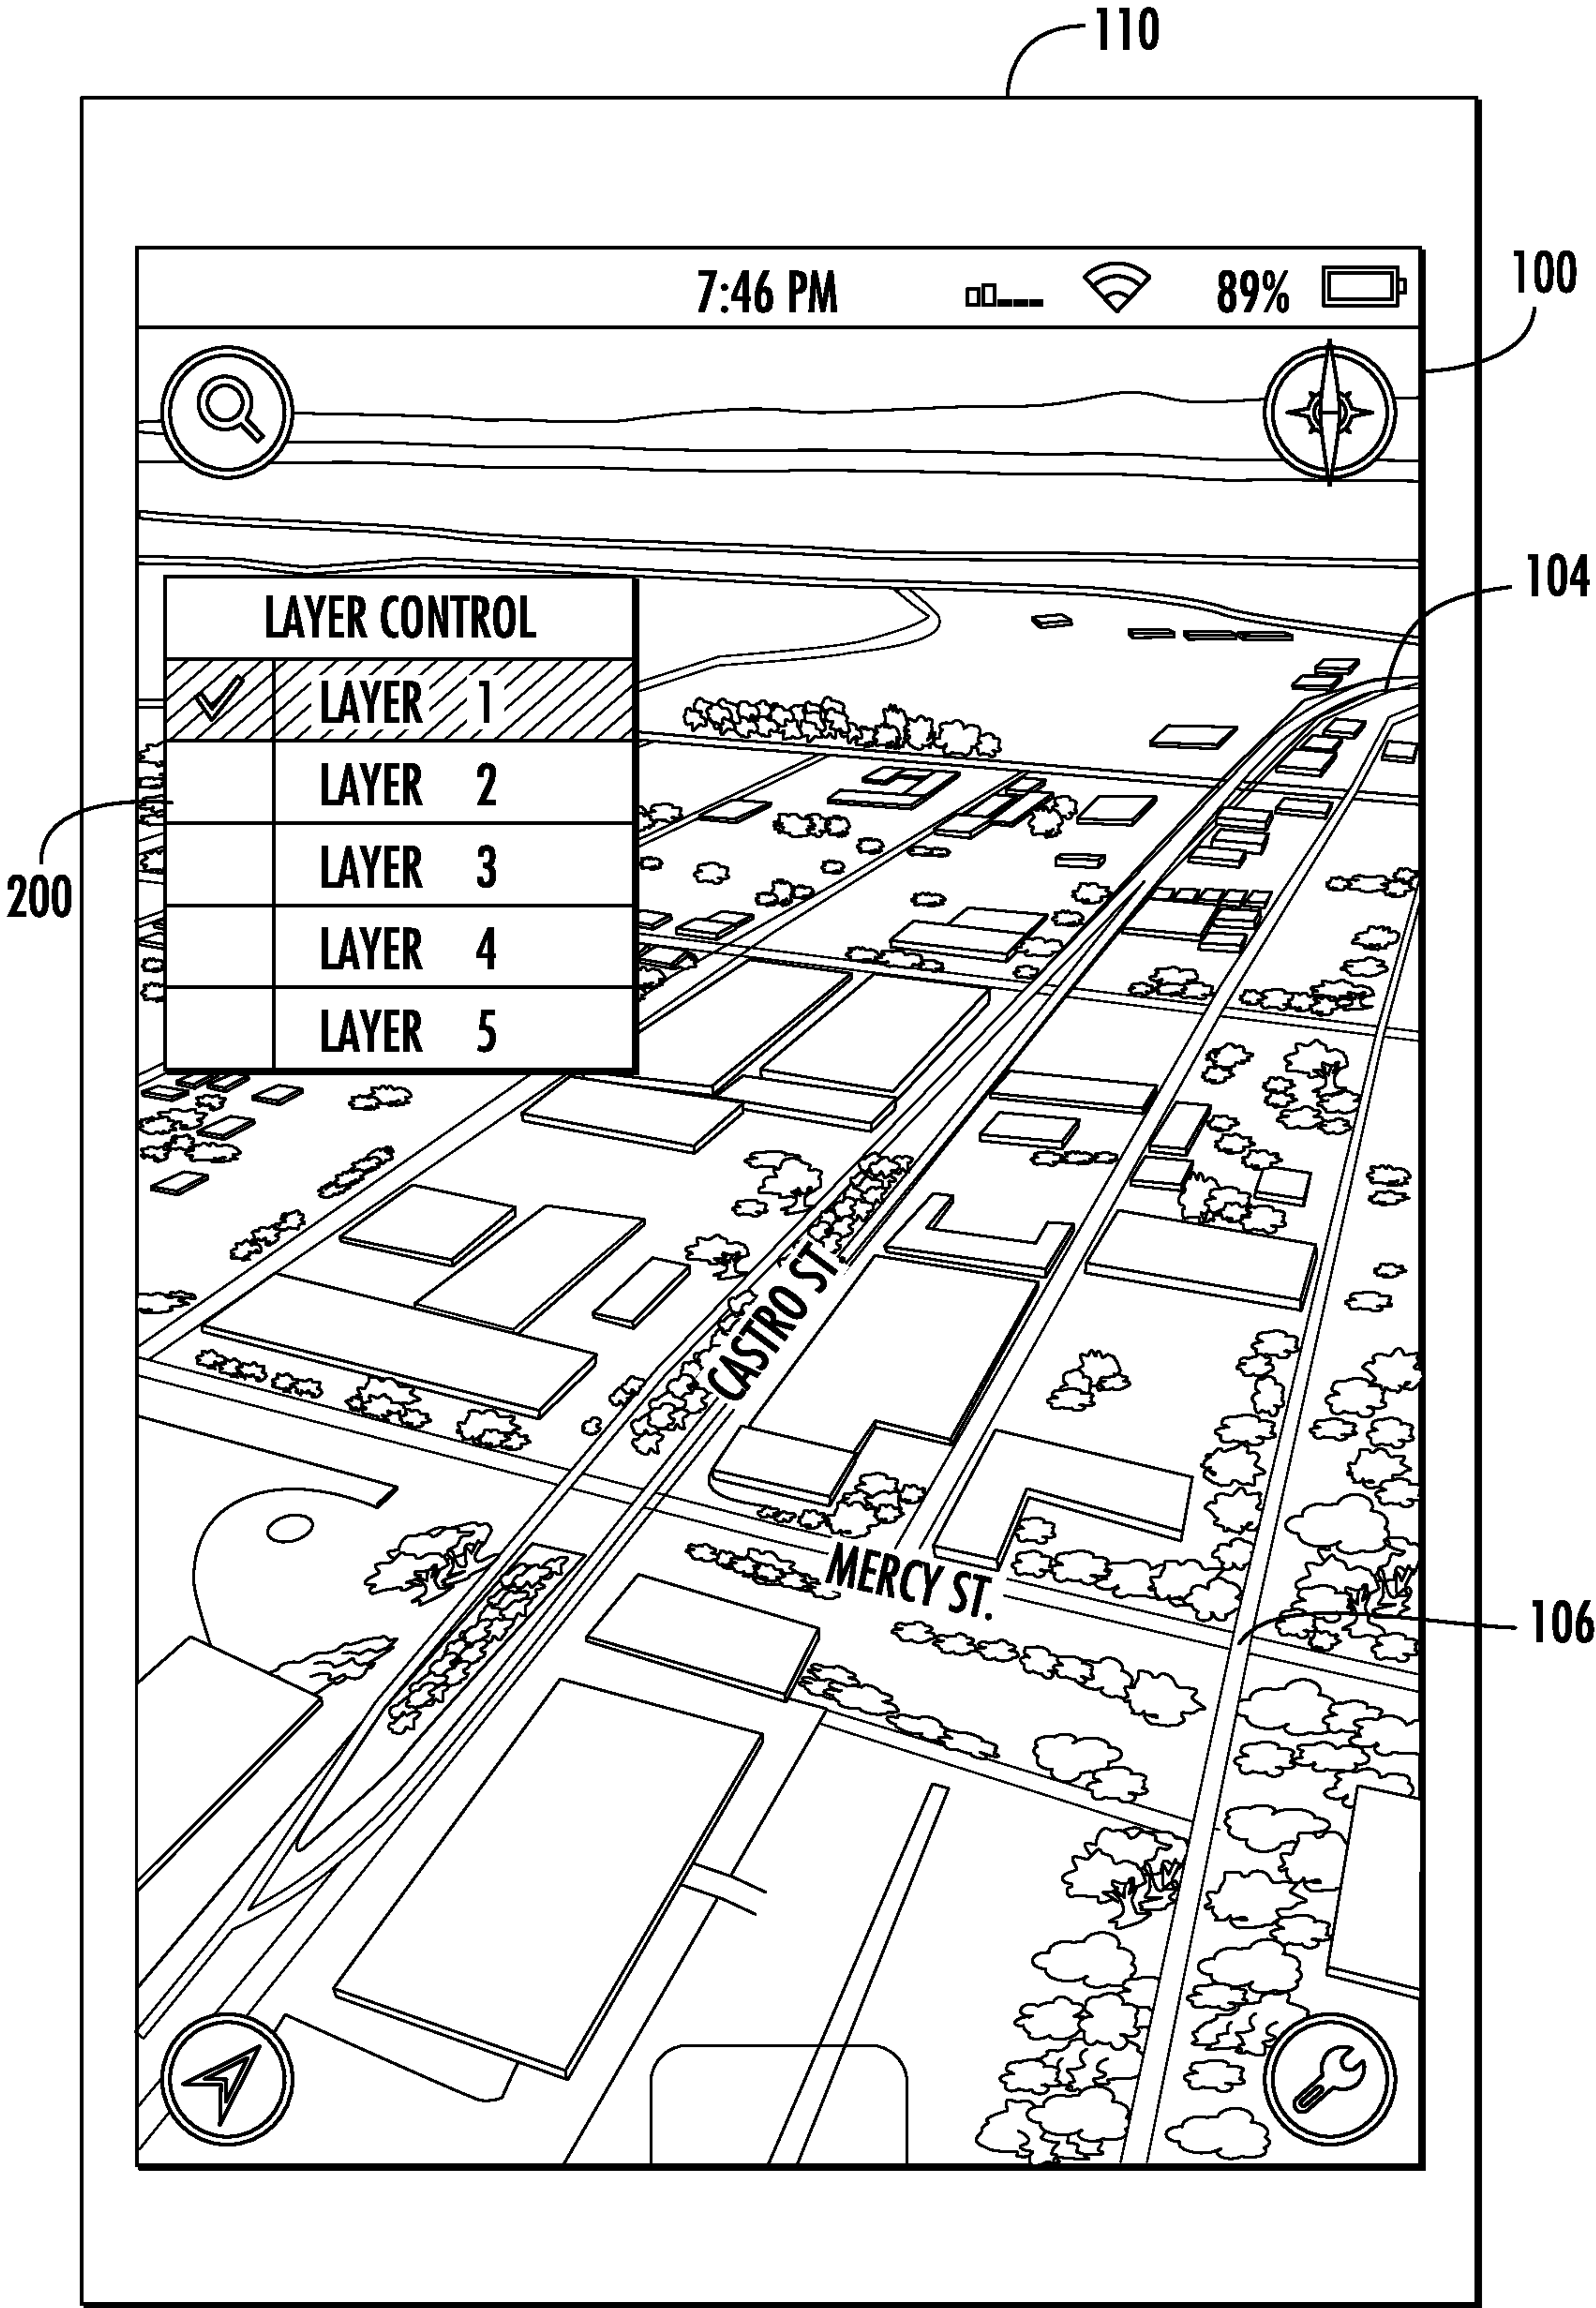 110
7:46 PM 89%
100
104
LAYER CONTROL
LAYER 1
LAYER 2
LAYER 3
LAYER 4
LAYER 5
200
CASTRO ST.
MERCY ST.
106